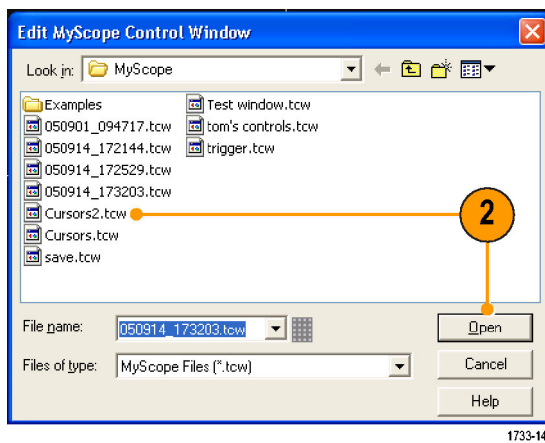 Edit MyScope Control Window
Look in: MyScope
Examples
050901_094717.tcw
050914_172144.tcw
050914_172529.tcw
050914_173203.tcw
Cursors2.tcw
Cursors.tcw
save.tcw
Test window.tcw
tom's controls.tcw
trigger.tcw
2
File name: 050914_173203.tcw Open
Files of type: MyScope Files (*.tcw) Cancel
Help
1733-14